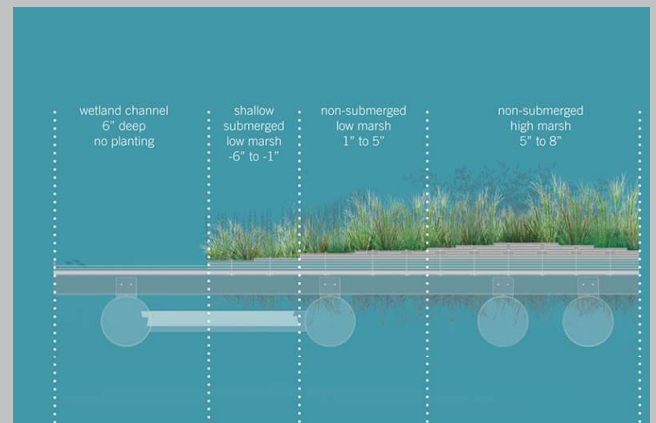 wetland channel
6” deep
no planting
shallow
submerged
low marsh
-6” to -1”
non-submerged
low marsh
1” to 5”
non-submerged
high marsh
5” to 8”